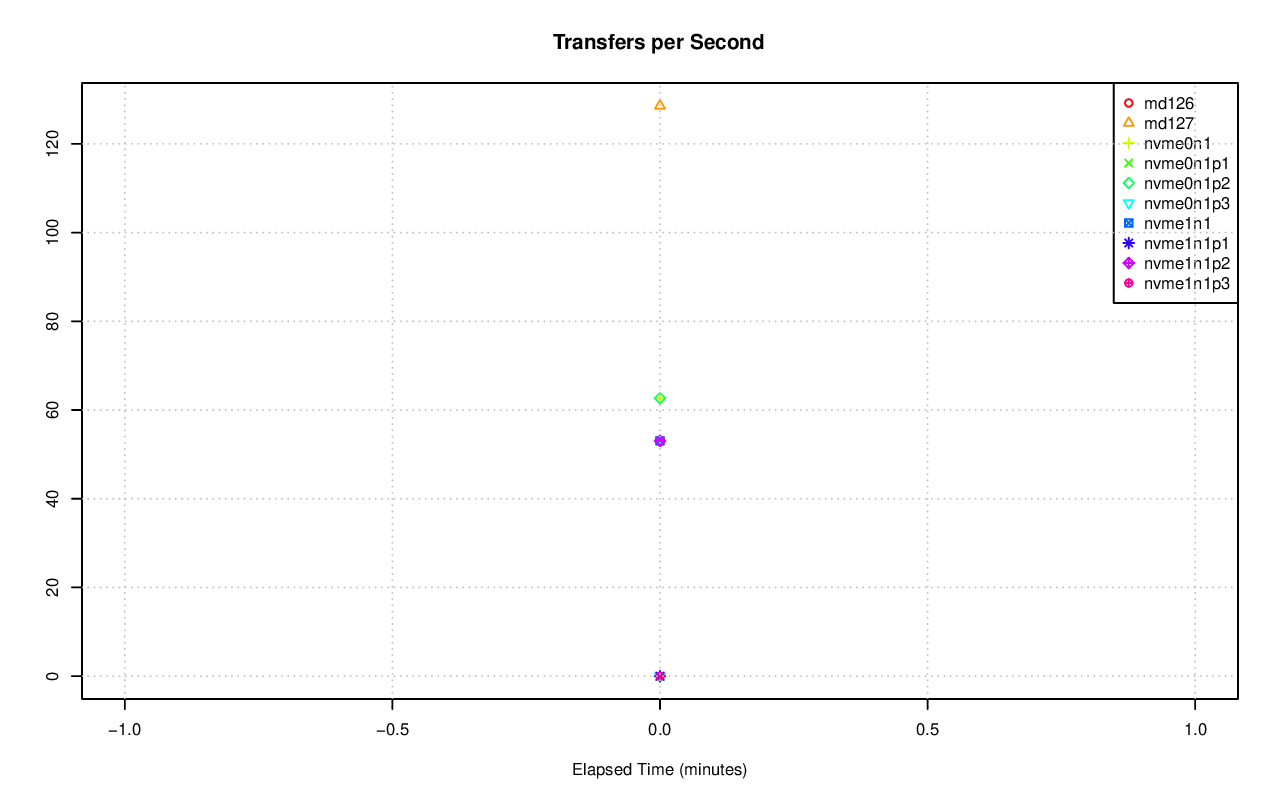 Transfers per Second
120
100
80
60
40
20
0
−1.0
−0.5
0.0
0.5
1.0
Elapsed Time (minutes)
md126
md127
nvme0n1
nvme0n1p1
nvme0n1p2
nvme0n1p3
nvme1n1
nvme1n1p1
nvme1n1p2
nvme1n1p3